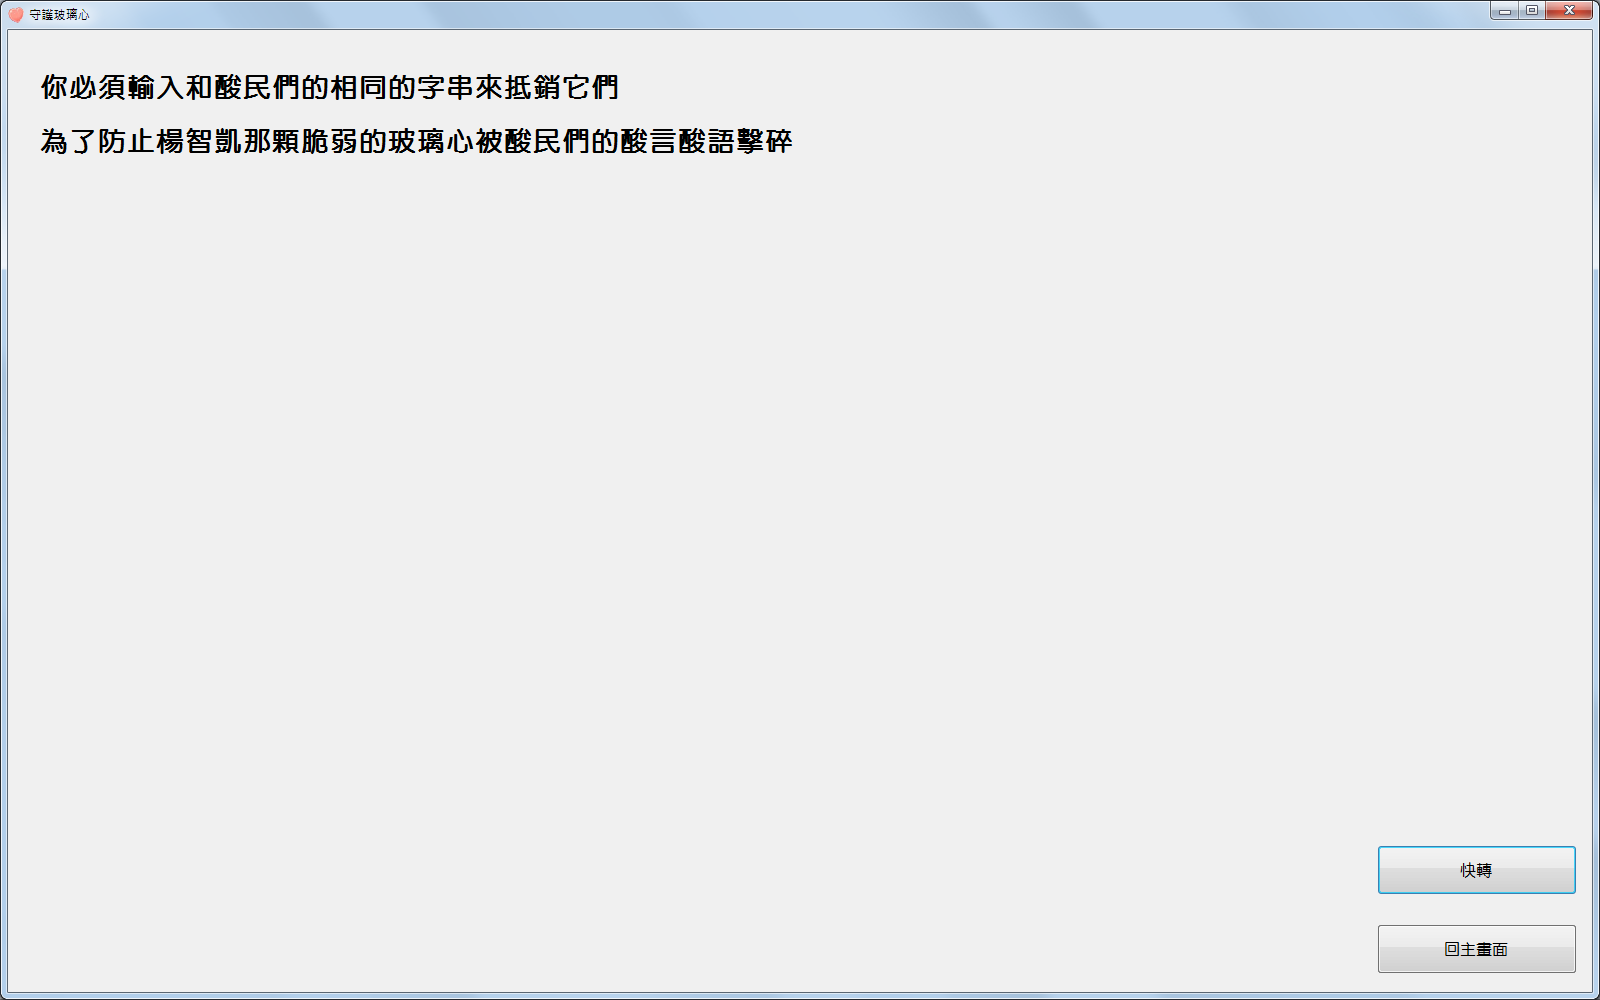 守護玻璃心
你必須輸入和酸民們的相同的字串來抵銷它們
為了防止楊智凱那顆脆弱的玻璃心被酸民們的酸言酸語擊碎
快轉
回主畫面